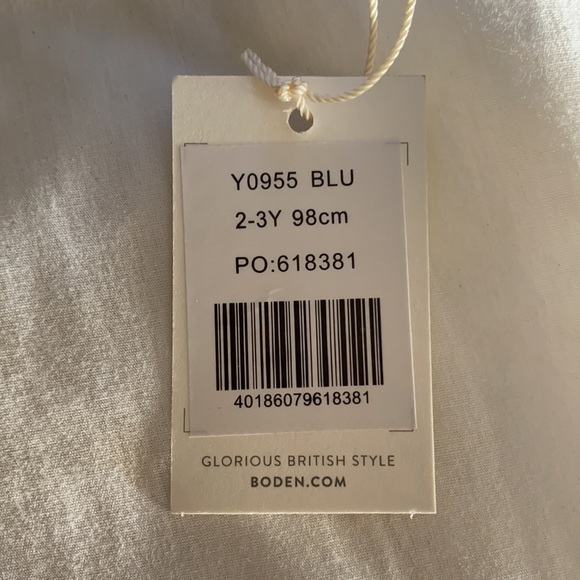 Y0955 BLU
2-3Y 98cm
PO:618381
40186079618381
GLORIOUS BRITISH STYLE
BODEN.COM